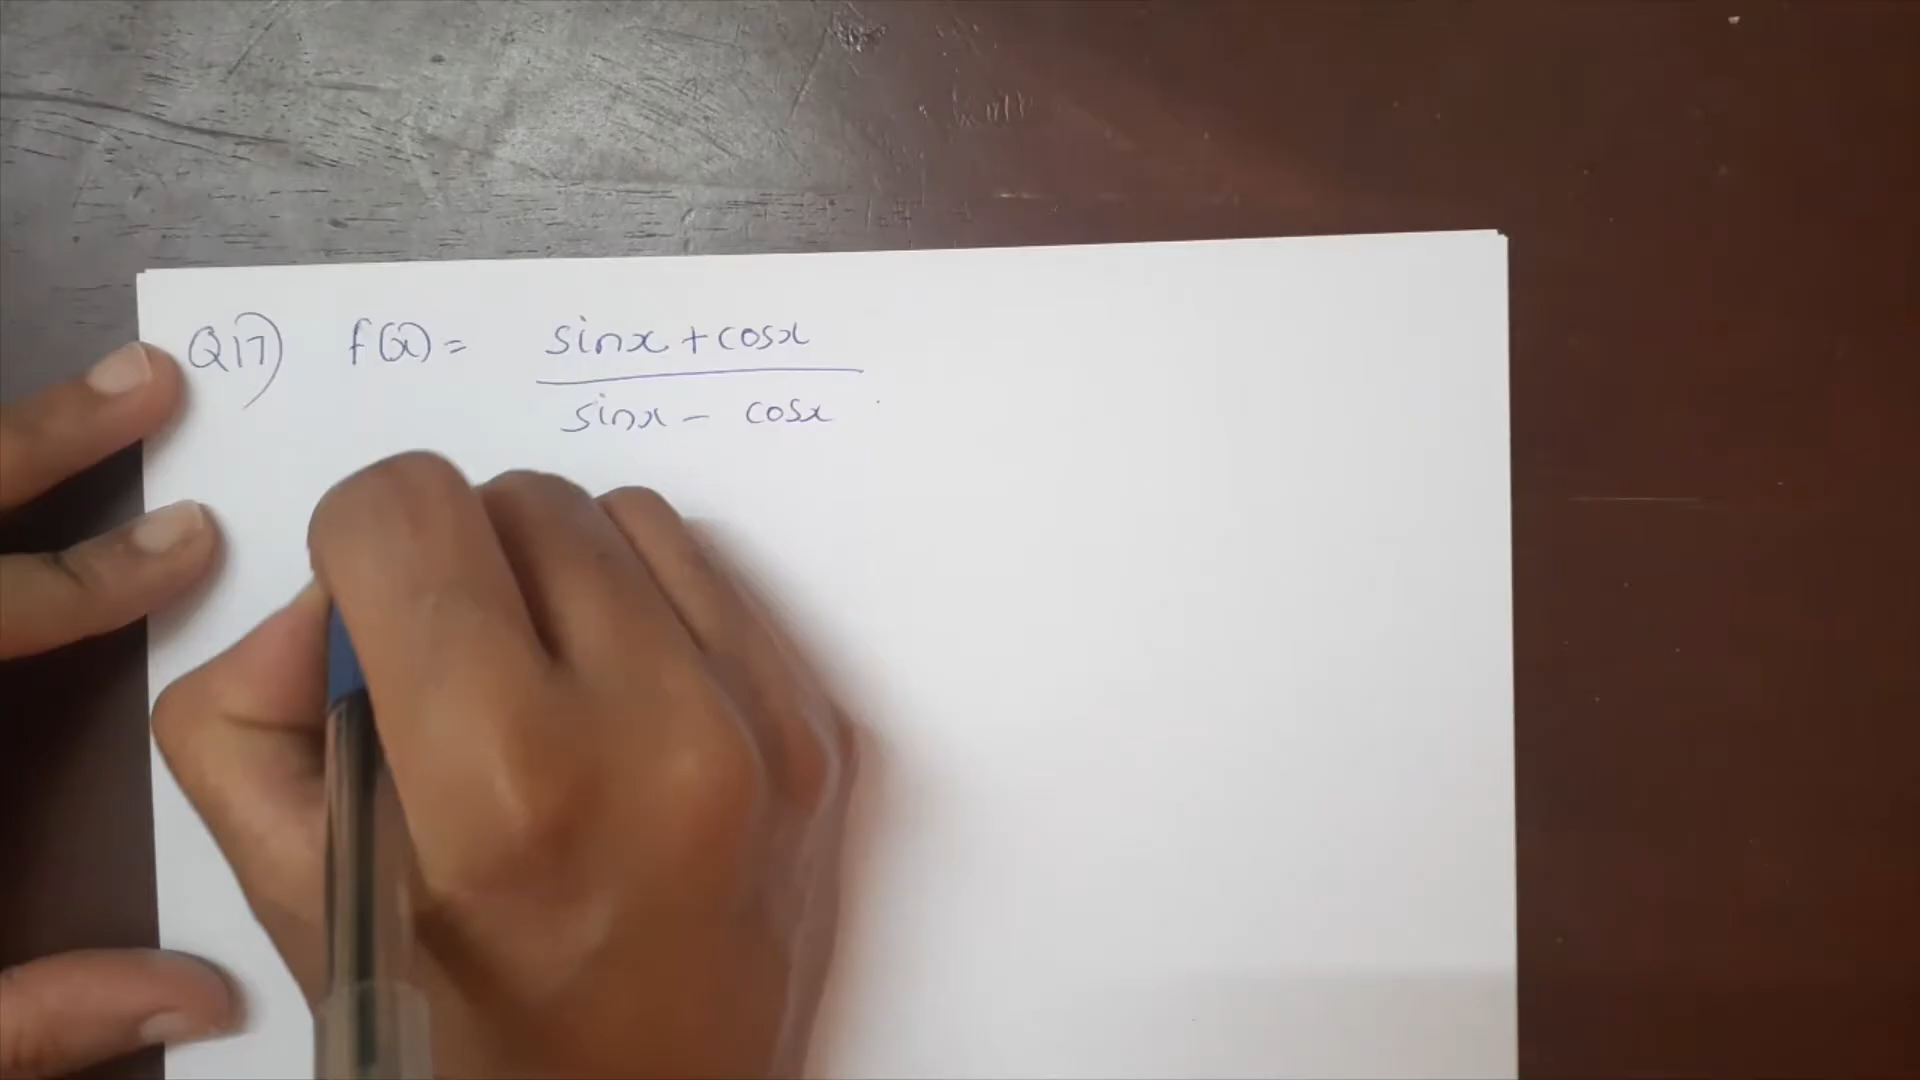 Q17) f(x) = sinx + cosx
sinx - cosx